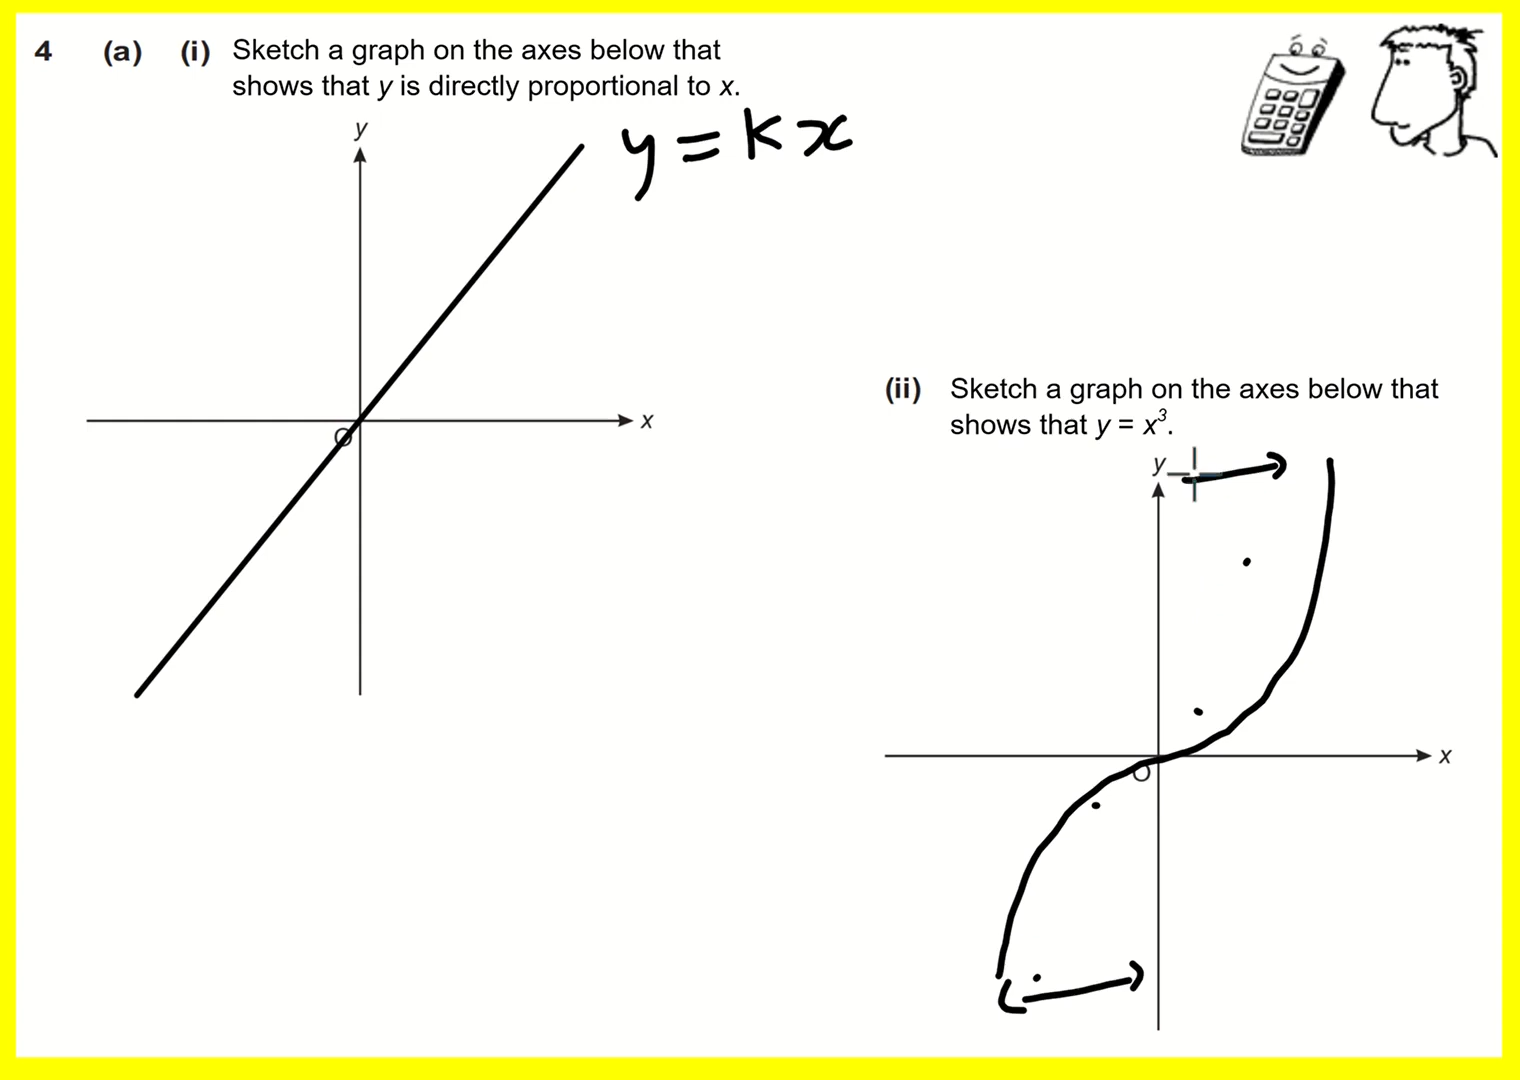 4 (a) (i) Sketch a graph on the axes below that
shows that y is directly proportional to x.
y
y = kx
x
O
(ii) Sketch a graph on the axes below that
shows that y = x³.
y
x
O